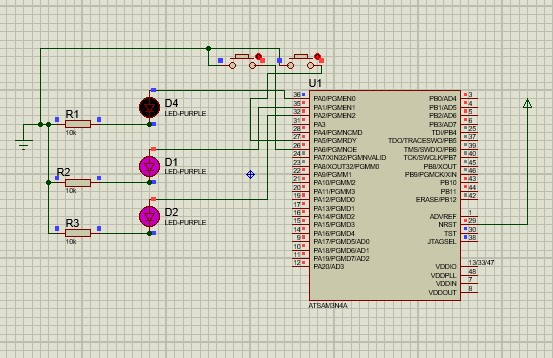 U1
36 PA0/PGMEN0 PB0/AD4 3
35 PA1/PGMEN1 PB1/AD5 4
32 PA2/PGMEN2 PB2/AD6 5
31 PA3 PB3/AD7 6
28 PA4/PGMNCMD TDI/PB4 25
27 PA5/PGMRDY TDO/TRACESWO/PB5 37
26 PA6/PGMNOE TMS/SWDIO/PB6 39
24 PA7/XIN32/PGMNVALID TCK/SWCLK/PB7 40
23 PA8/XOUT32/PGMM0 PB8/XOUT 45
22 PA9/PGMM1 PB9/PGMCK/XIN 46
21 PA10/PGMM2 PB10 43
20 PA11/PGMM3 PB11 44
19 PA12/PGMD0 ERASE/PB12 42
17 PA13/PGMD1
16 PA14/PGMD2 ADVREF 1
15 PA15/PGMD3 NRST 29
14 PA16/PGMD4 TST 30
9 PA17/PGMD5/AD0 JTAGSEL 38
10 PA18/PGMD6/AD1
11 PA19/PGMD7/AD2
12 PA20/AD3 VDDIO 13/33/47
VDDPLL 48
VDDIN 7
VDDOUT 8
ATSAM3N4A
R1
10k
D4
LED-PURPLE
R2
10k
D1
LED-PURPLE
R3
10k
D2
LED-PURPLE